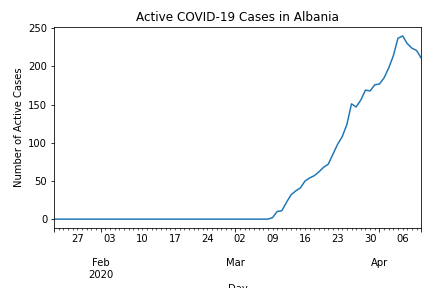 Active COVID-19 Cases in Albania
Number of Active Cases
250
200
150
100
50
0
27 03 10 17 24 02 09 16 23 30 06
Feb Mar Apr
2020
Day